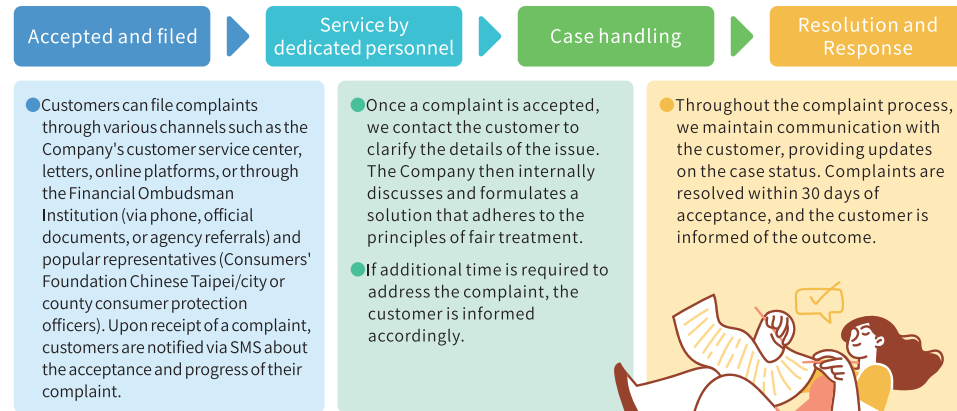 Accepted and filed
Service by
dedicated personnel
Case handling
Resolution and
Response
●Customers can file complaints
through various channels such as the
Company's customer service center,
letters, online platforms, or through
the Financial Ombudsman
Institution (via phone, official
documents, or agency referrals) and
popular representatives (Consumers'
Foundation Chinese Taipei/city or
county consumer protection
officers). Upon receipt of a complaint,
customers are notified via SMS about
the acceptance and progress of their
complaint.
●Once a complaint is accepted,
we contact the customer to
clarify the details of the issue.
The Company then internally
discusses and formulates a
solution that adheres to the
principles of fair treatment.
●If additional time is required to
address the complaint, the
customer is informed
accordingly.
●Throughout the complaint process,
we maintain communication with
the customer, providing updates
on the case status. Complaints are
resolved within 30 days of
acceptance, and the customer is
informed of the outcome.